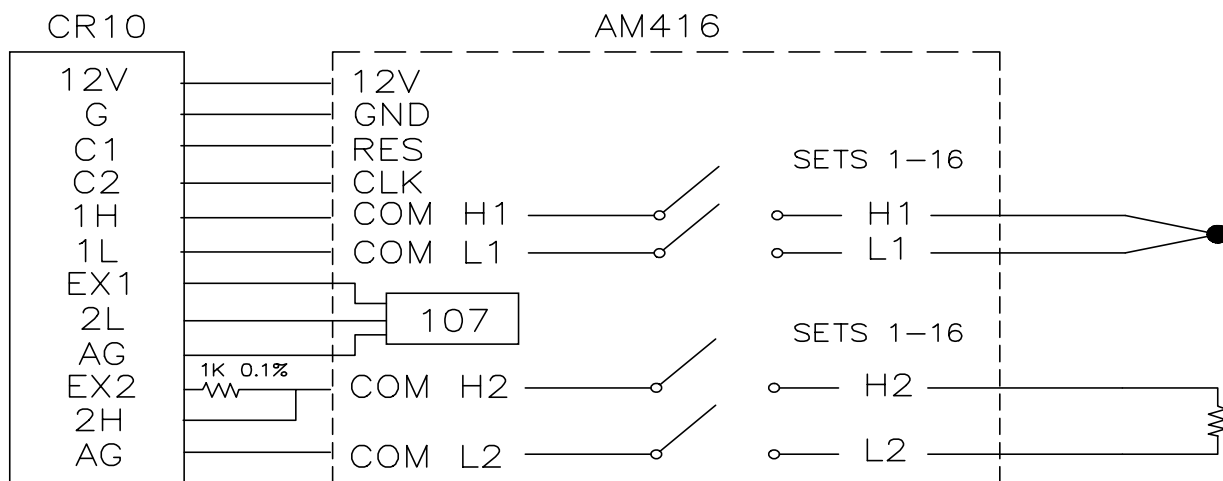 CR10 AM416
12V 12V
G GND
C1 RES
SETS 1-16
C2 CLK
1H COM H1 H1
1L COM L1 L1
EX1
2L 107
SETS 1-16
AG
1K 0.1%
EX2 COM H2 H2
2H
AG COM L2 L2